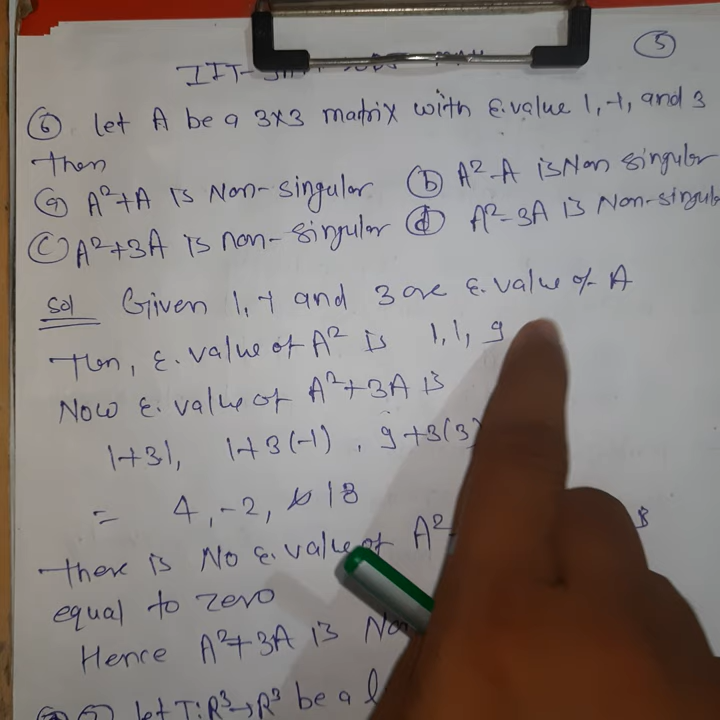 5
IIT-
6 let A be a 3x3 matrix with E.value 1, -1, and 3
Then
a A²+A is Non-singular b A²-A is Non singular
c A²+3A is non-singular d A²-3A is Non-singular
Sol Given 1, -1 and 3 are E.value of A
Then, E.value of A² is 1, 1, 9
Now E.value of A²+3A is
1+31, 1+3(-1), 9+3(3)
= 4, -2, 18
There is No E.value of A²
equal to zero
Hence A²+3A is
7 let T:R³→R³ be a